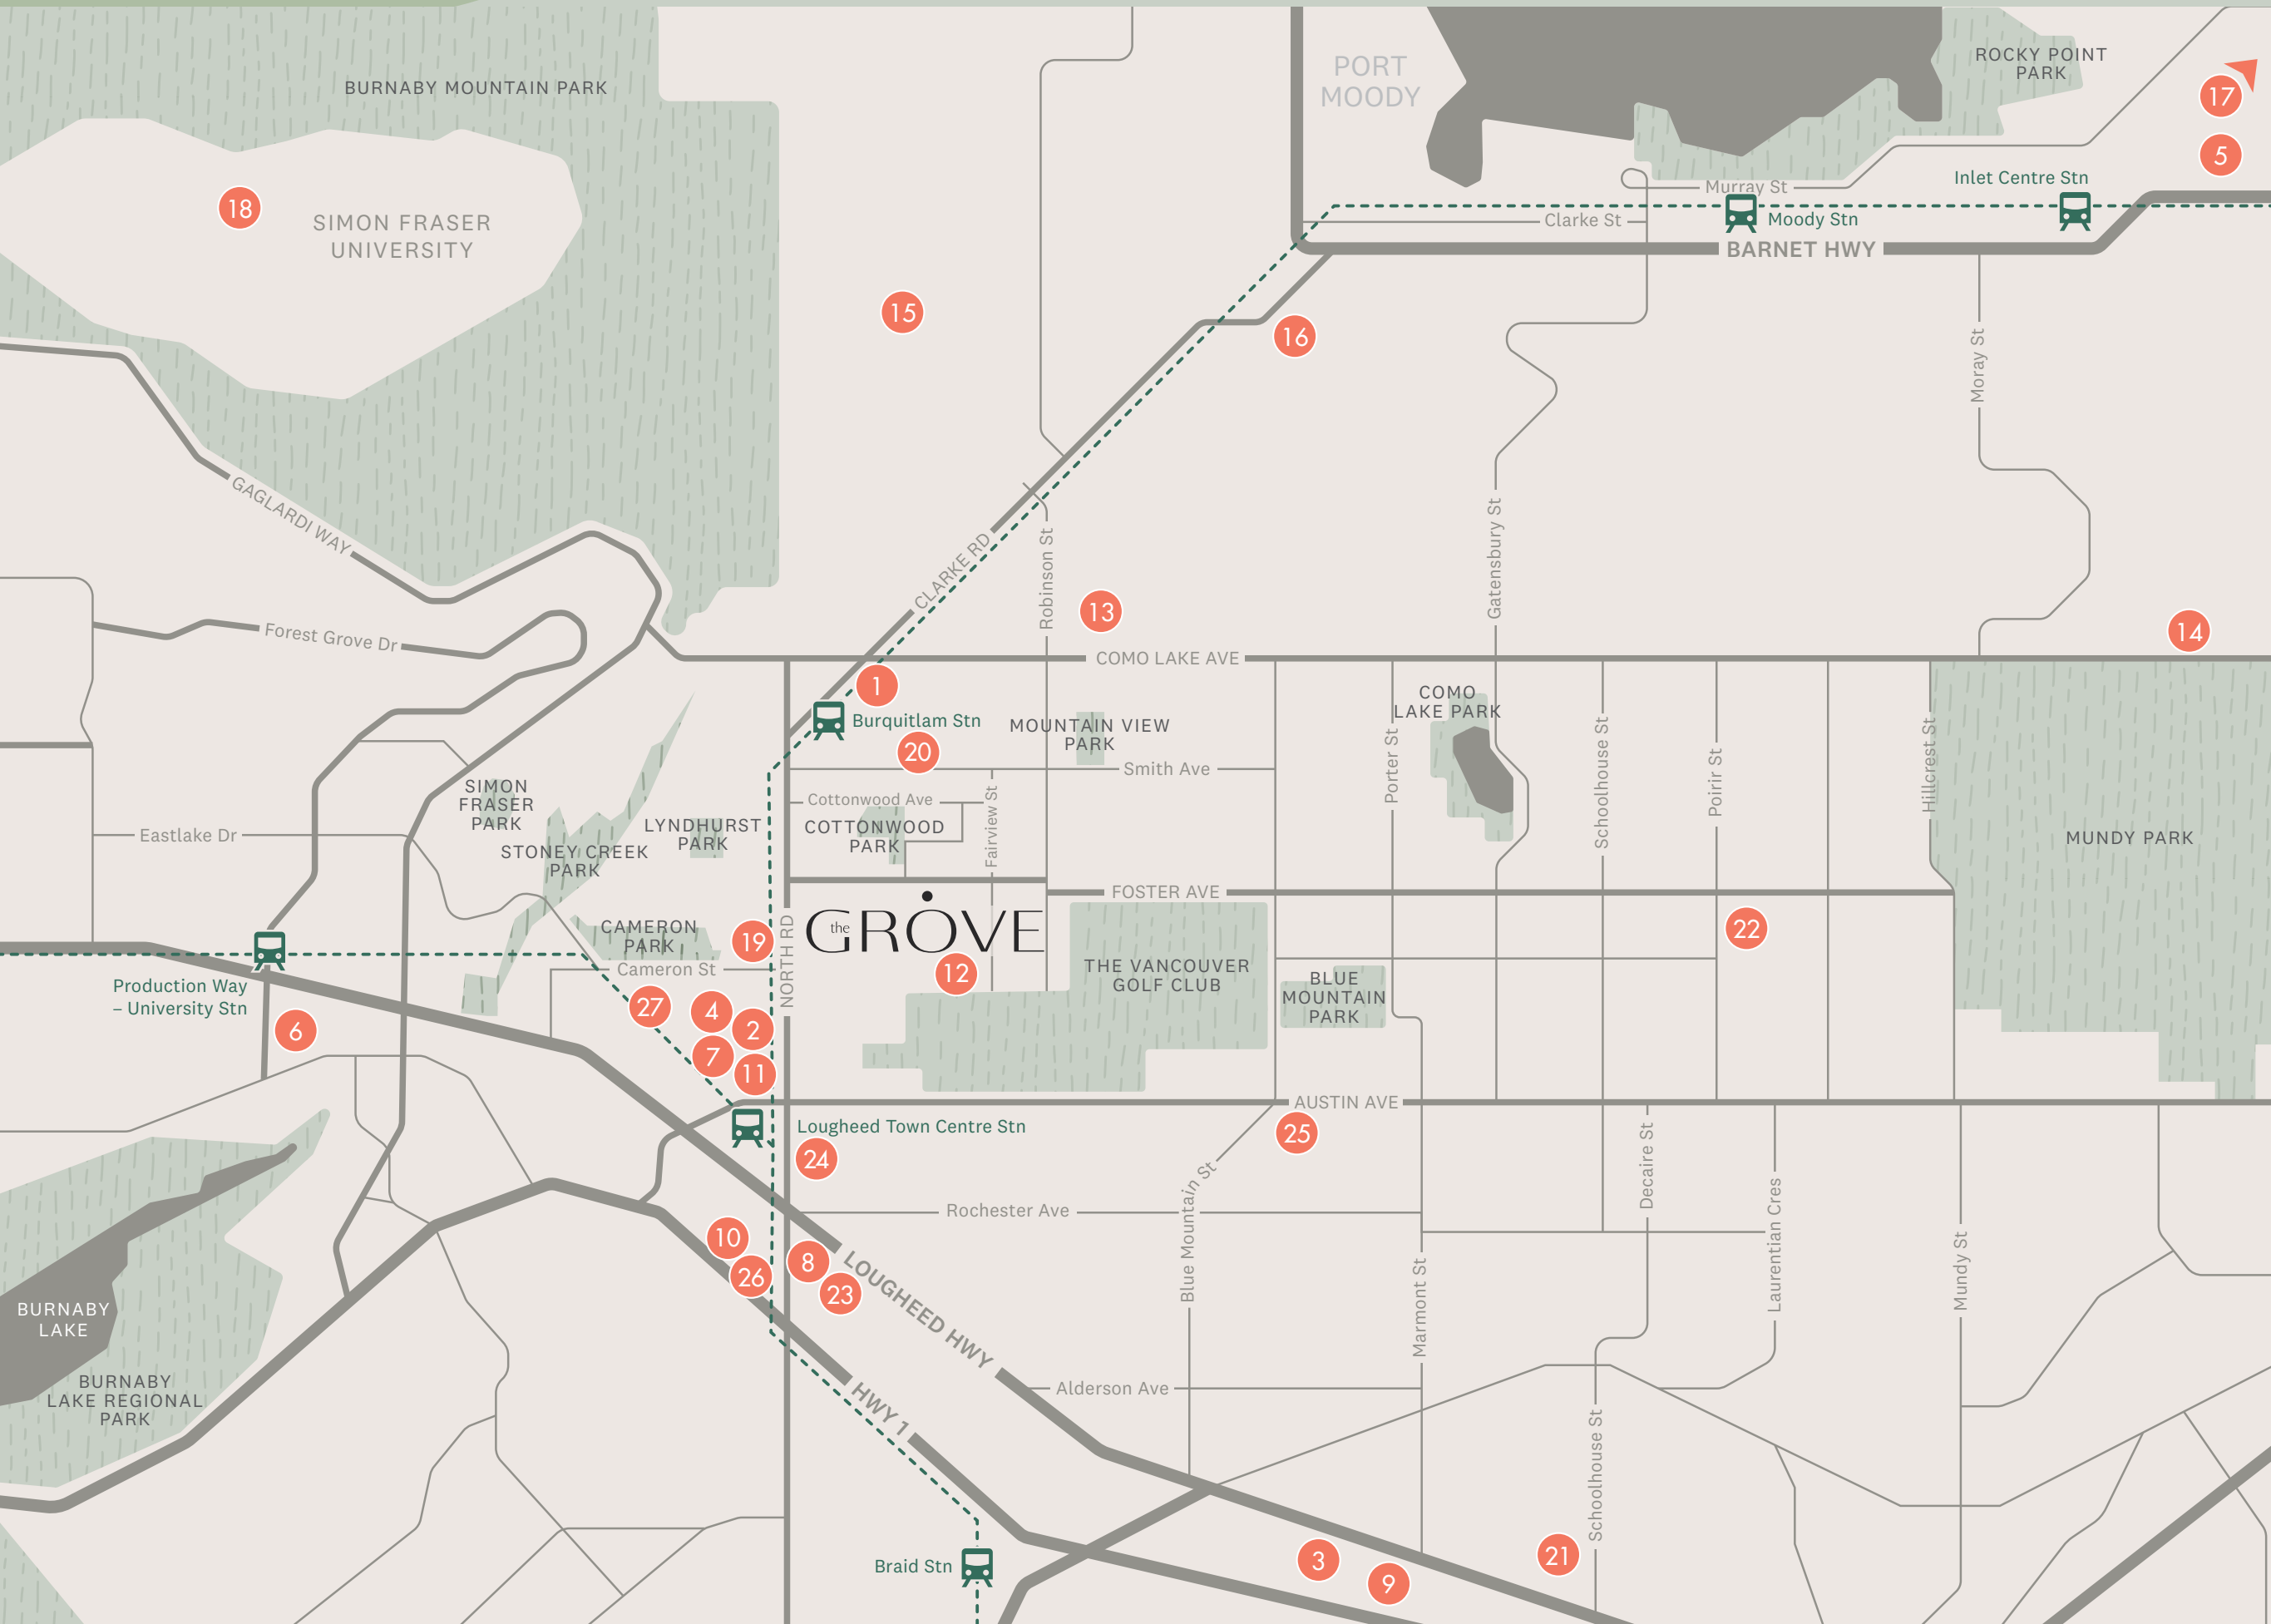 BURNABY MOUNTAIN PARK
PORT
MOODY
ROCKY POINT
PARK
17
5
18
SIMON FRASER
UNIVERSITY
Inlet Centre Stn
Murray St
Clarke St
Moody Stn
BARNET HWY
15
16
Moray St
GAGLARDI WAY
CLARKE RD
Robinson St
Gatensbury St
13
14
Forest Grove Dr
COMO LAKE AVE
1
Burquitlam Stn
20
MOUNTAIN VIEW
PARK
COMO
LAKE PARK
Porter St
Schoolhouse St
Poirir St
Hillcrest St
Smith Ave
SIMON
FRASER
PARK
Cottonwood Ave
Fairview St
COTTONWOOD
PARK
LYNDHURST
PARK
Eastlake Dr
STONEY CREEK
PARK
MUNDY PARK
FOSTER AVE
the GROVE
CAMERON
PARK
19
NORTH RD
22
Cameron St
12
THE VANCOUVER
GOLF CLUB
BLUE
MOUNTAIN
PARK
Production Way
– University Stn
6
27
4
2
7
11
AUSTIN AVE
Lougheed Town Centre Stn
24
25
Blue Mountain St
Decaire St
Rochester Ave
Laurentian Cres
Mundy St
Marmont St
10
26
8
23
LOUGHEED HWY
BURNABY
LAKE
BURNABY
LAKE REGIONAL
PARK
HWY 1
Alderson Ave
Schoolhouse St
Braid Stn
3
9
21